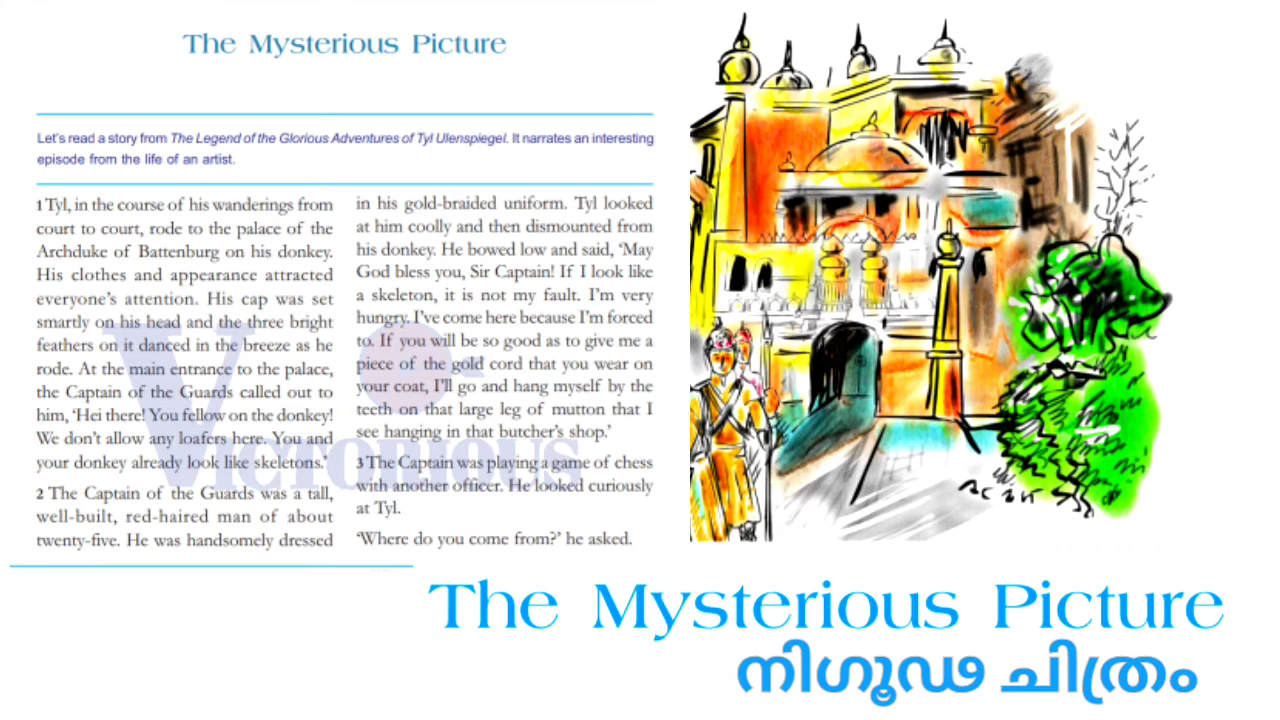 The Mysterious Picture
Let's read a story from The Legend of the Glorious Adventures of Tyl Ulenspiegel. It narrates an interesting
episode from the life of an artist.
1 Tyl, in the course of his wanderings from
court to court, rode to the palace of the
Archduke of Battenburg on his donkey.
His clothes and appearance attracted
everyone's attention. His cap was set
smartly on his head and the three bright
feathers on it danced in the breeze as he
rode. At the main entrance to the palace,
the Captain of the Guards called out to
him, 'Hei there! You fellow on the donkey!
We don't allow any loafers here. You and
your donkey already look like skeletons.'
2 The Captain of the Guards was a tall,
well-built, red-haired man of about
twenty-five. He was handsomely dressed
in his gold-braided uniform. Tyl looked
at him coolly and then dismounted from
his donkey. He bowed low and said, 'May
God bless you, Sir Captain! If I look like
a skeleton, it is not my fault. I'm very
hungry. I've come here because I'm forced
to. If you will be so good as to give me a
piece of the gold cord that you wear on
your coat, I'll go and hang myself by the
teeth on that large leg of mutton that I
see hanging in that butcher's shop.'
3 The Captain was playing a game of chess
with another officer. He looked curiously
at Tyl.
'Where do you come from?' he asked.
VICTORIOUS
The Mysterious Picture
നിഗൂഢ ചിത്രം